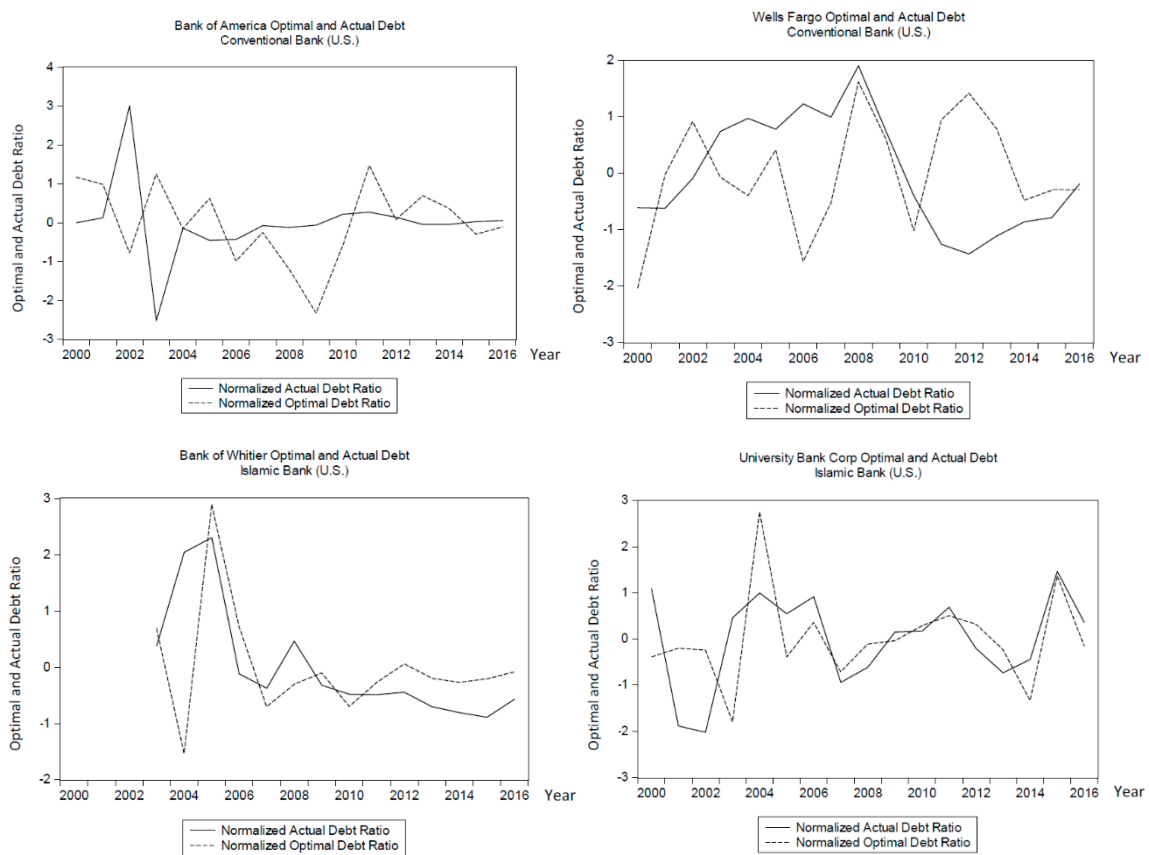 Bank of America Optimal and Actual Debt
Conventional Bank (U.S.)
Optimal and Actual Debt Ratio
4
3
2
1
0
-1
-2
-3
2000 2002 2004 2006 2008 2010 2012 2014 2016 Year
Normalized Actual Debt Ratio
Normalized Optimal Debt Ratio
Wells Fargo Optimal and Actual Debt
Conventional Bank (U.S.)
Optimal and Actual Debt Ratio
2
1
0
-1
-2
-3
2000 2002 2004 2006 2008 2010 2012 2014 2016 Year
Normalized Actual Debt Ratio
Normalized Optimal Debt Ratio
Bank of Whitier Optimal and Actual Debt
Islamic Bank (U.S.)
Optimal and Actual Debt Ratio
3
2
1
0
-1
-2
2000 2002 2004 2006 2008 2010 2012 2014 2016 Year
Normalized Actual Debt Ratio
Normalized Optimal Debt Ratio
University Bank Corp Optimal and Actual Debt
Islamic Bank (U.S.)
Optimal and Actual Debt Ratio
3
2
1
0
-1
-2
-3
2000 2002 2004 2006 2008 2010 2012 2014 2016 Year
Normalized Actual Debt Ratio
Normalized Optimal Debt Ratio